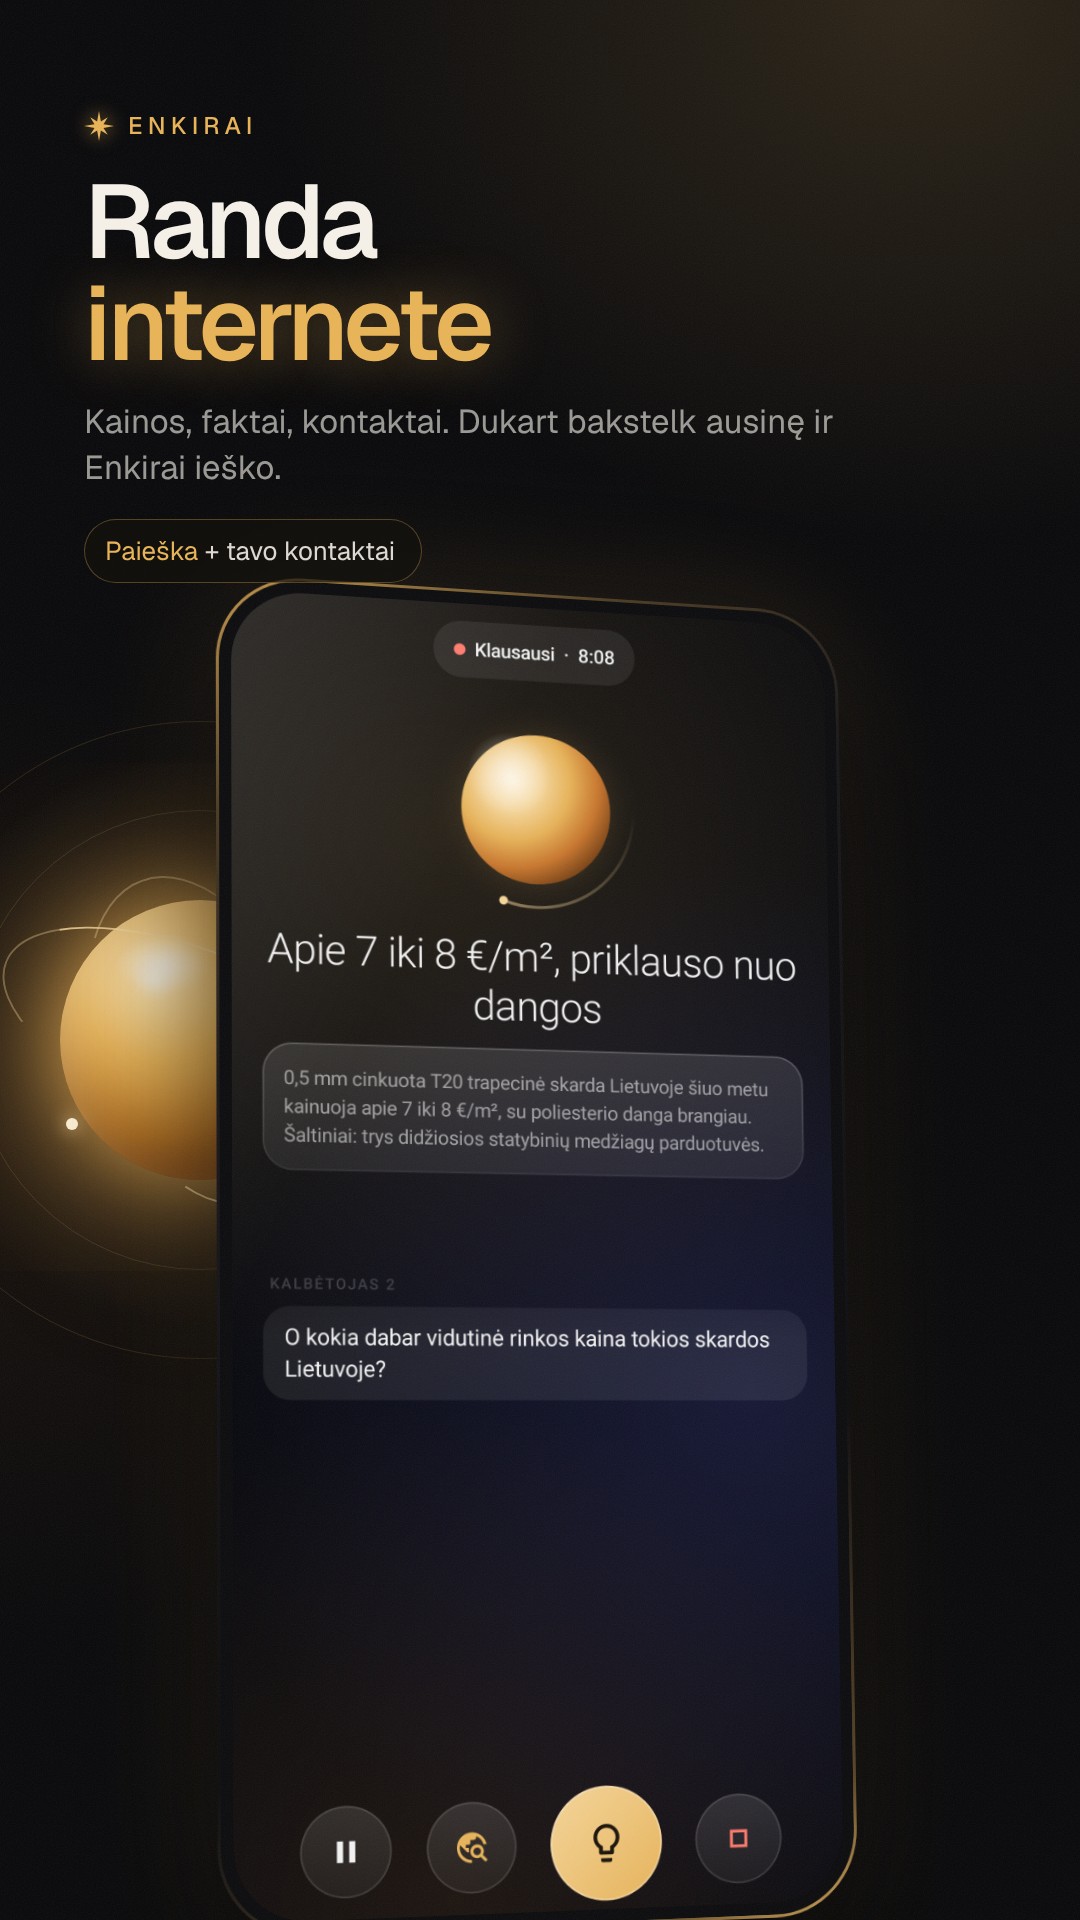 ENKIRAI
Randa
internete
Kainos, faktai, kontaktai. Dukart bakstelk ausinę ir
Enkirai ieško.
Paieška + tavo kontaktai
Klausausi · 8:08
Apie 7 iki 8 €/m², priklauso nuo
dangos
0,5 mm cinkuota T20 trapecinė skarda Lietuvoje šiuo metu
kainuoja apie 7 iki 8 €/m², su poliesterio danga brangiau.
Šaltiniai: trys didžiosios statybinių medžiagų parduotuvės.
KALBĖTOJAS 2
O kokia dabar vidutinė rinkos kaina tokios skardos
Lietuvoje?